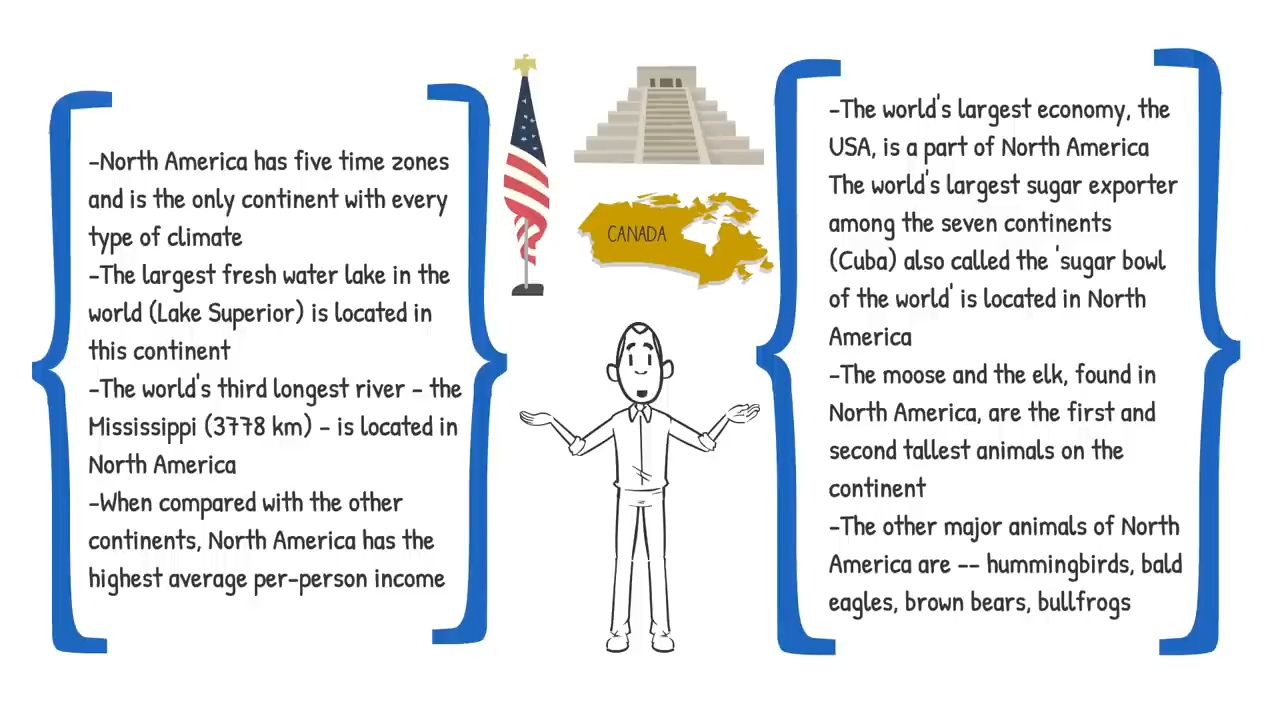 -North America has five time zones
and is the only continent with every
type of climate
-The largest fresh water lake in the
world (Lake Superior) is located in
this continent
-The world's third longest river - the
Mississippi (3778 km) - is located in
North America
-When compared with the other
continents, North America has the
highest average per-person income
CANADA
-The world's largest economy, the
USA, is a part of North America
The world's largest sugar exporter
among the seven continents
(Cuba) also called the 'sugar bowl
of the world' is located in North
America
-The moose and the elk, found in
North America, are the first and
second tallest animals on the
continent
-The other major animals of North
America are -- hummingbirds, bald
eagles, brown bears, bullfrogs